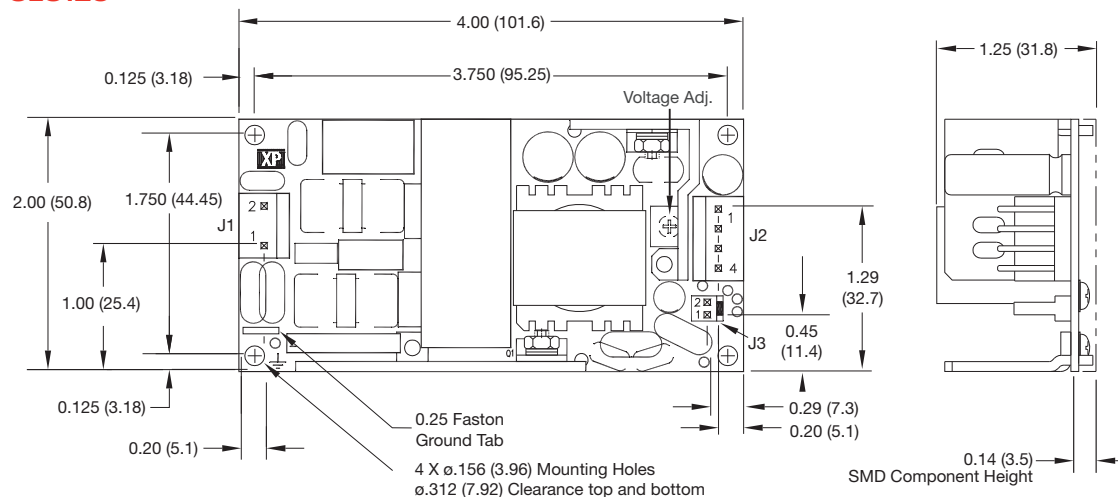 4.00 (101.6)
1.25 (31.8)
0.125 (3.18)
3.750 (95.25)
Voltage Adj.
XP
2.00 (50.8)
1.750 (44.45)
J1
2
1
1
J2
4
1.29
(32.7)
1.00 (25.4)
2
1
J3
0.45
(11.4)
Q1
0.125 (3.18)
0.20 (5.1)
0.25 Faston
Ground Tab
0.29 (7.3)
0.20 (5.1)
4 X ø.156 (3.96) Mounting Holes
ø.312 (7.92) Clearance top and bottom
0.14 (3.5)
SMD Component Height